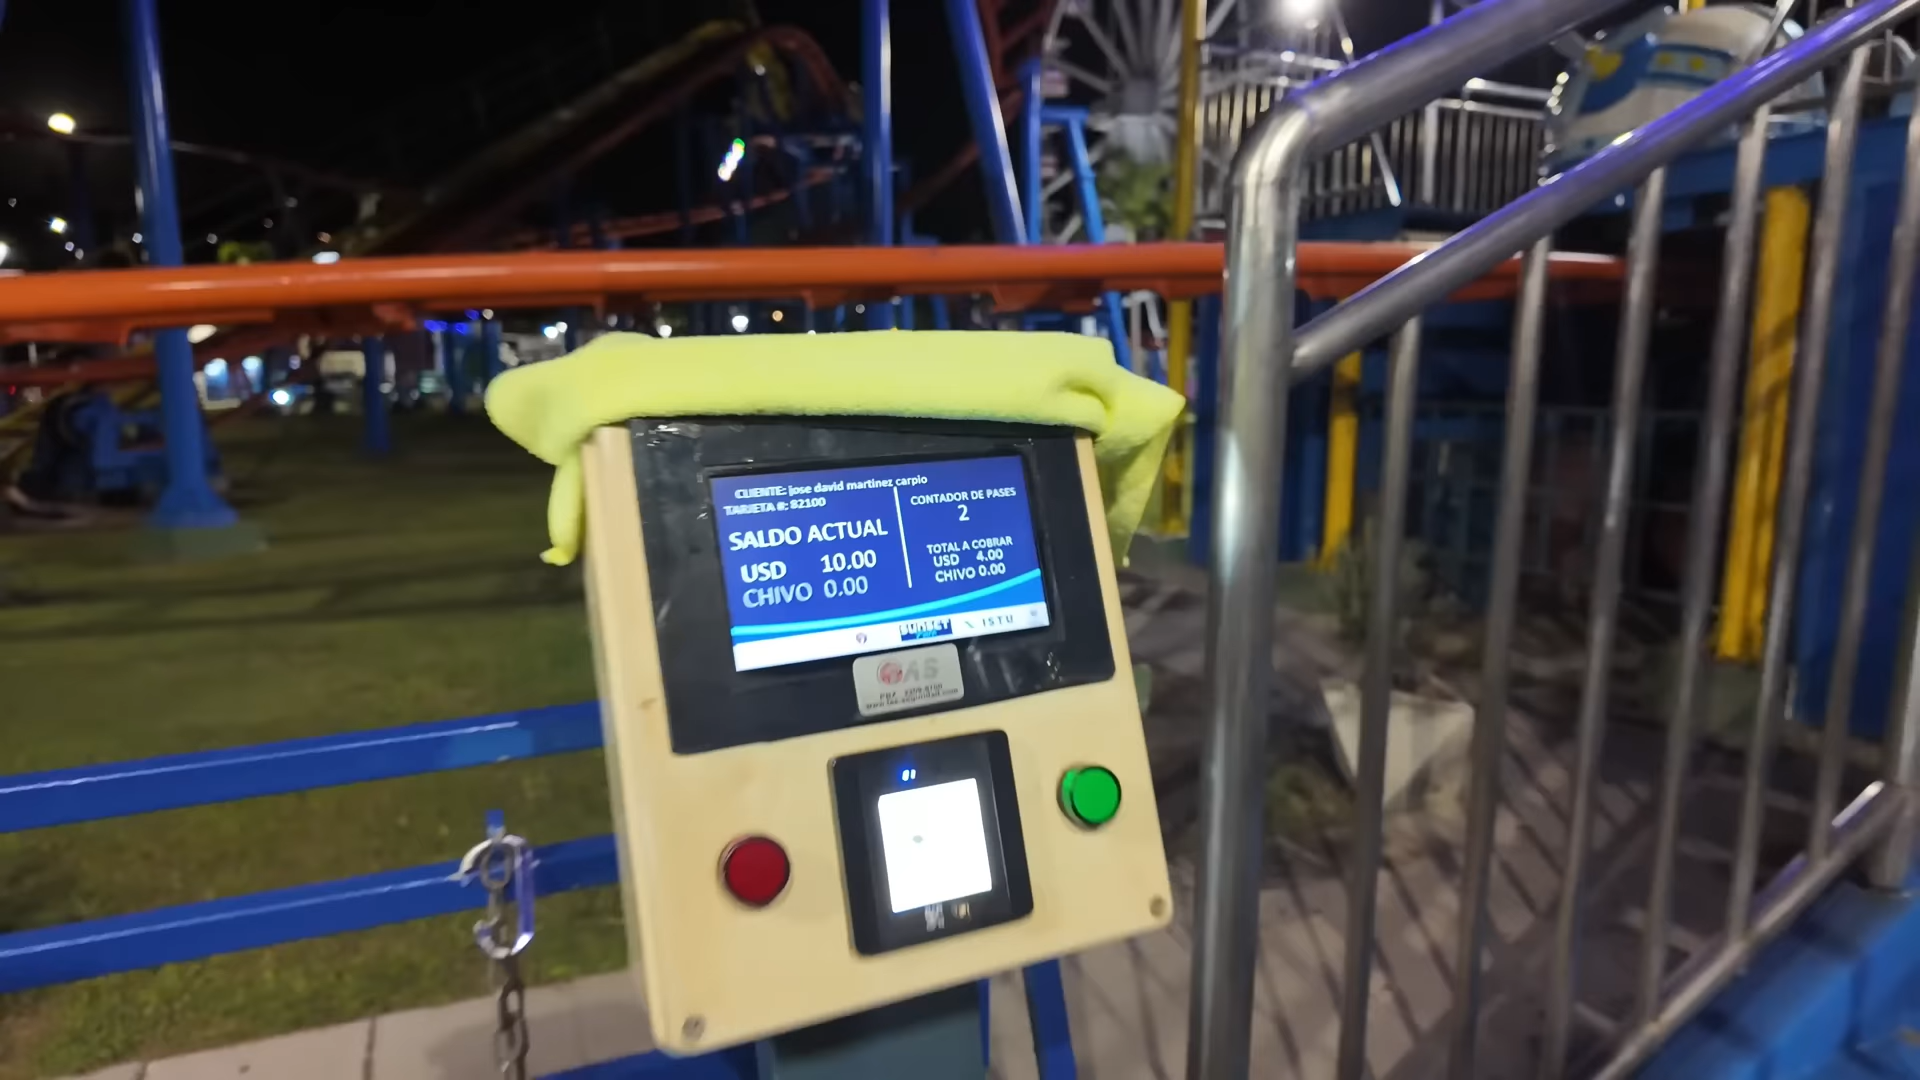 CLIENTE: jose david martinez carpio
TARJETA #: 82100
SALDO ACTUAL
USD 10.00
CHIVO 0.00
CONTADOR DE PASES
2
TOTAL A COBRAR
USD 4.00
CHIVO 0.00
SUNSET
ISTU